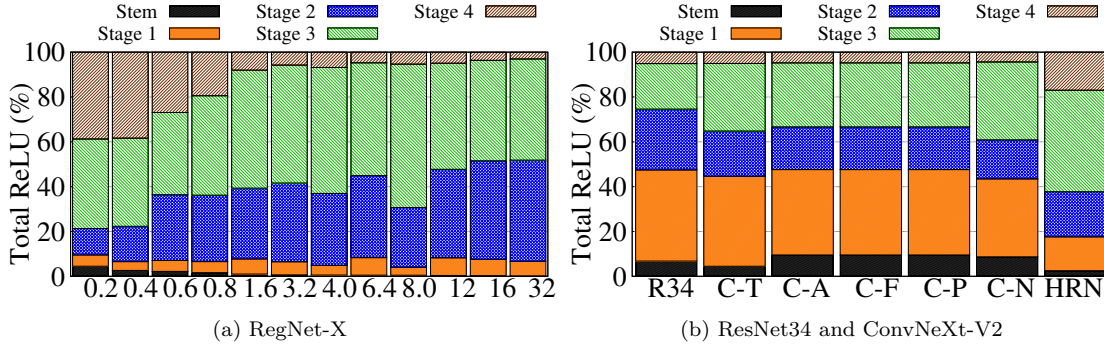 Stem Stage 2 Stage 4
Stage 1 Stage 3
Total ReLU (%)
100
80
60
40
20
0
0.2 0.4 0.6 0.8 1.6 3.2 4.0 6.4 8.0 12 16 32
(a) RegNet-X
Stem Stage 2 Stage 4
Stage 1 Stage 3
Total ReLU (%)
100
80
60
40
20
0
R34 C-T C-A C-F C-P C-N HRN
(b) ResNet34 and ConvNeXt-V2